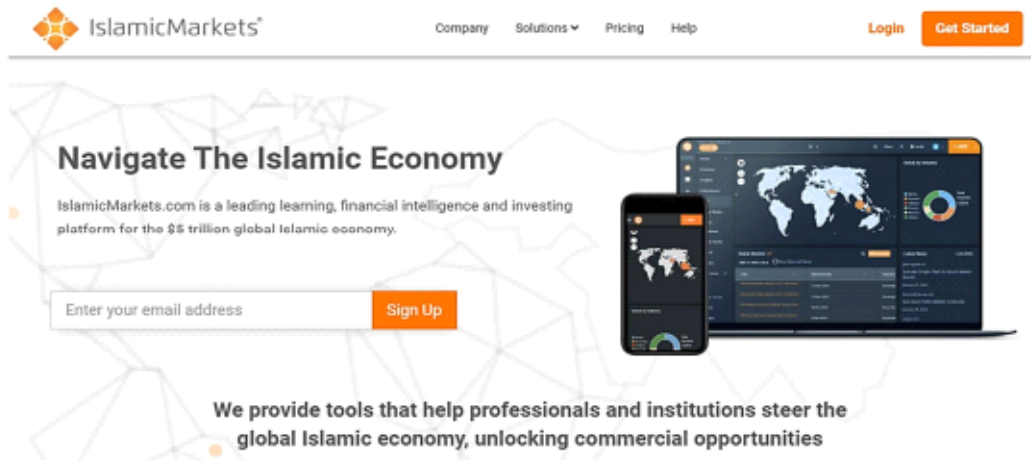 IslamicMarkets®
Company Solutions Pricing Help
Login Get Started
Navigate The Islamic Economy
IslamicMarkets.com is a leading learning, financial intelligence and investing
platform for the $5 trillion global Islamic economy.
Enter your email address
Sign Up
We provide tools that help professionals and institutions steer the
global Islamic economy, unlocking commercial opportunities